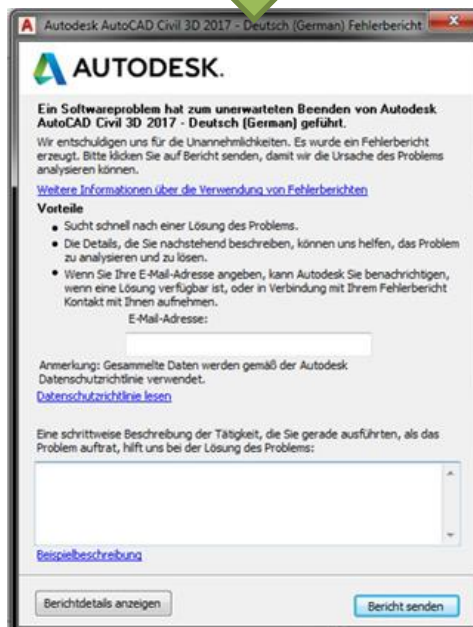 Autodesk AutoCAD Civil 3D 2017 - Deutsch (German) Fehlerbericht
AUTODESK.
Ein Softwareproblem hat zum unerwarteten Beenden von Autodesk
AutoCAD Civil 3D 2017 - Deutsch (German) geführt.
Wir entschuldigen uns für die Unannehmlichkeiten. Es wurde ein Fehlerbericht
erzeugt. Bitte klicken Sie auf Bericht senden, damit wir die Ursache des Problems
analysieren können.
Weitere Informationen über die Verwendung von Fehlerberichten
Vorteile
• Sucht schnell nach einer Lösung des Problems.
• Die Details, die Sie nachstehend beschreiben, können uns helfen, das Problem
zu analysieren und zu lösen.
• Wenn Sie Ihre E-Mail-Adresse angeben, kann Autodesk Sie benachrichtigen,
wenn eine Lösung verfügbar ist, oder in Verbindung mit Ihrem Fehlerbericht
Kontakt mit Ihnen aufnehmen.
E-Mail-Adresse:
Anmerkung: Gesammelte Daten werden gemäß der Autodesk
Datenschutzrichtlinie verwendet.
Datenschutzrichtlinie lesen
Eine schrittweise Beschreibung der Tätigkeit, die Sie gerade ausführten, als das
Problem auftrat, hilft uns bei der Lösung des Problems:
Beispielbeschreibung
Berichtdetails anzeigen
Bericht senden